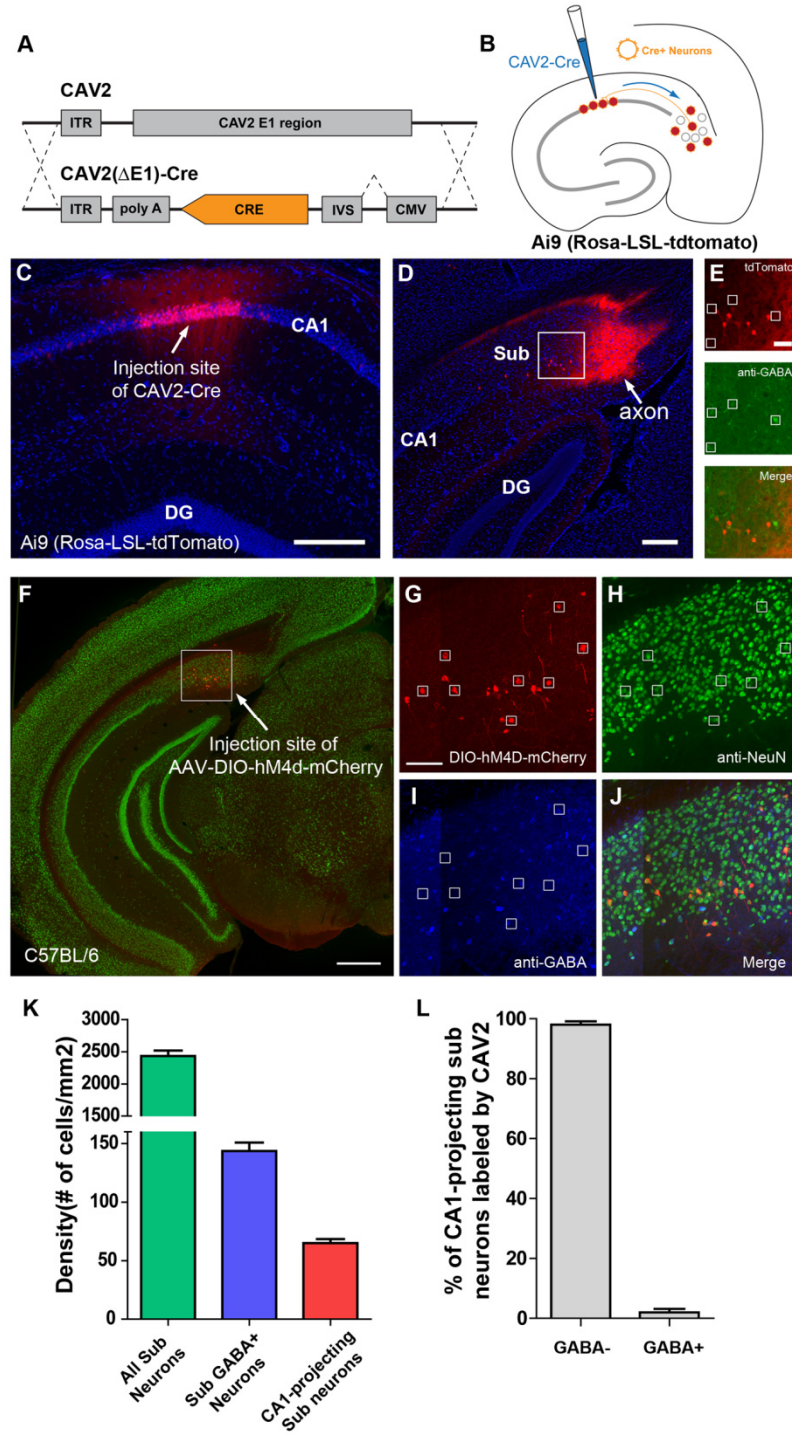 A
CAV2
ITR
CAV2 E1 region
CAV2(ΔE1)-Cre
ITR
poly A
CRE
IVS
CMV
B
CAV2-Cre
Cre+ Neurons
Ai9 (Rosa-LSL-tdtomato)
C
CA1
Injection site
of CAV2-Cre
DG
Ai9 (Rosa-LSL-tdTomato)
D
Sub
axon
CA1
DG
E
tdTomato
anti-GABA
Merge
F
Injection site of
AAV-DIO-hM4d-mCherry
C57BL/6
G
DIO-hM4D-mCherry
H
anti-NeuN
I
anti-GABA
J
Merge
K
Density(# of cells/mm2)
3000
2500
2000
1500
150
100
50
0
All Sub
Neurons
Sub GABA+
Neurons
CA1-projecting
Sub neurons
L
% of CA1-projecting sub
neurons labeled by CAV2
100
80
60
40
20
0
GABA-
GABA+